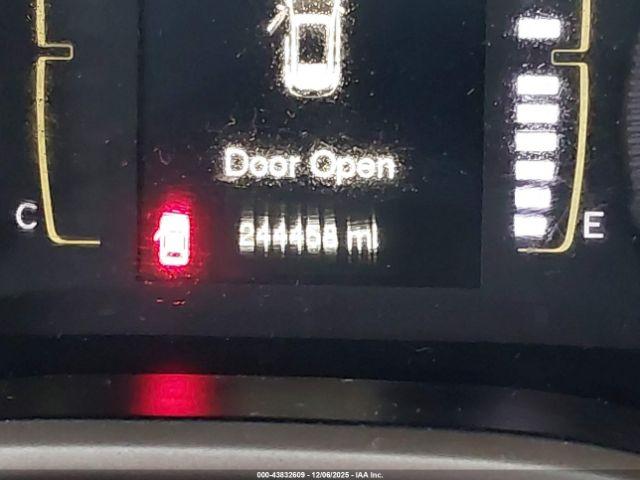 Door Open
C
244468 mi
E
000-43832609 - 12/06/2025 - IAA Inc.